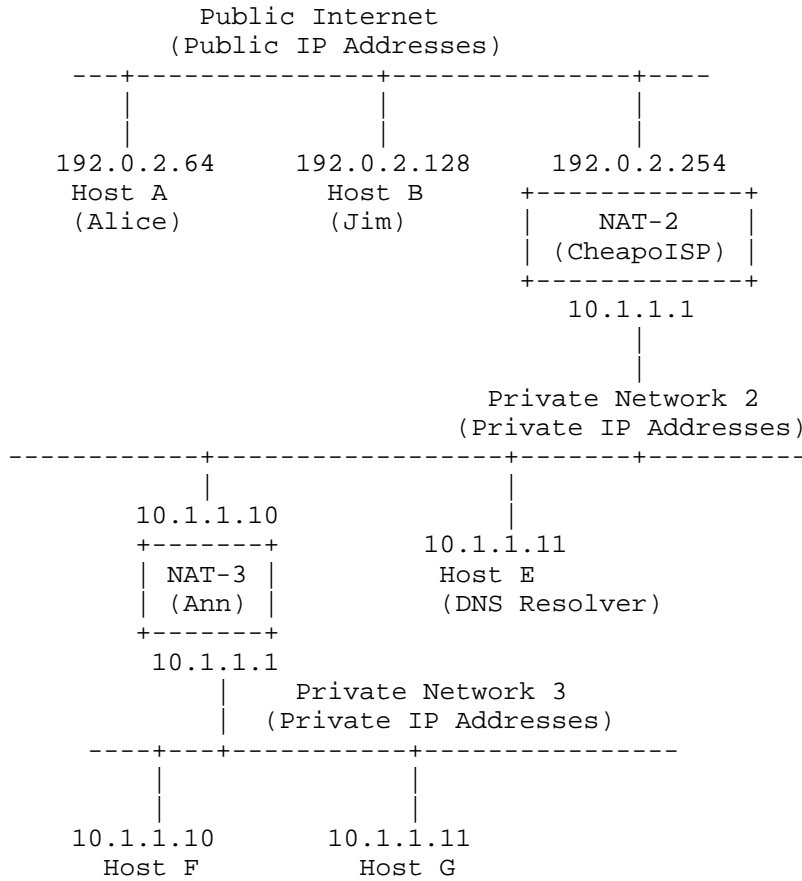 Public Internet
(Public IP Addresses)
---+---------------+---------------+----
| | |
| | |
192.0.2.64 192.0.2.128 192.0.2.254
Host A Host B +-------------+
(Alice) (Jim) | NAT-2 |
| (CheapoISP) |
+-------------+
10.1.1.1
|
|
Private Network 2
(Private IP Addresses)
------------+------------------+-------+----------
| |
10.1.1.10 |
+-------+ 10.1.1.11
| NAT-3 | Host E
| (Ann) | (DNS Resolver)
+-------+
10.1.1.1
| Private Network 3
| (Private IP Addresses)
----+---+-----------+----------------
| |
| |
10.1.1.10 10.1.1.11
Host F Host G